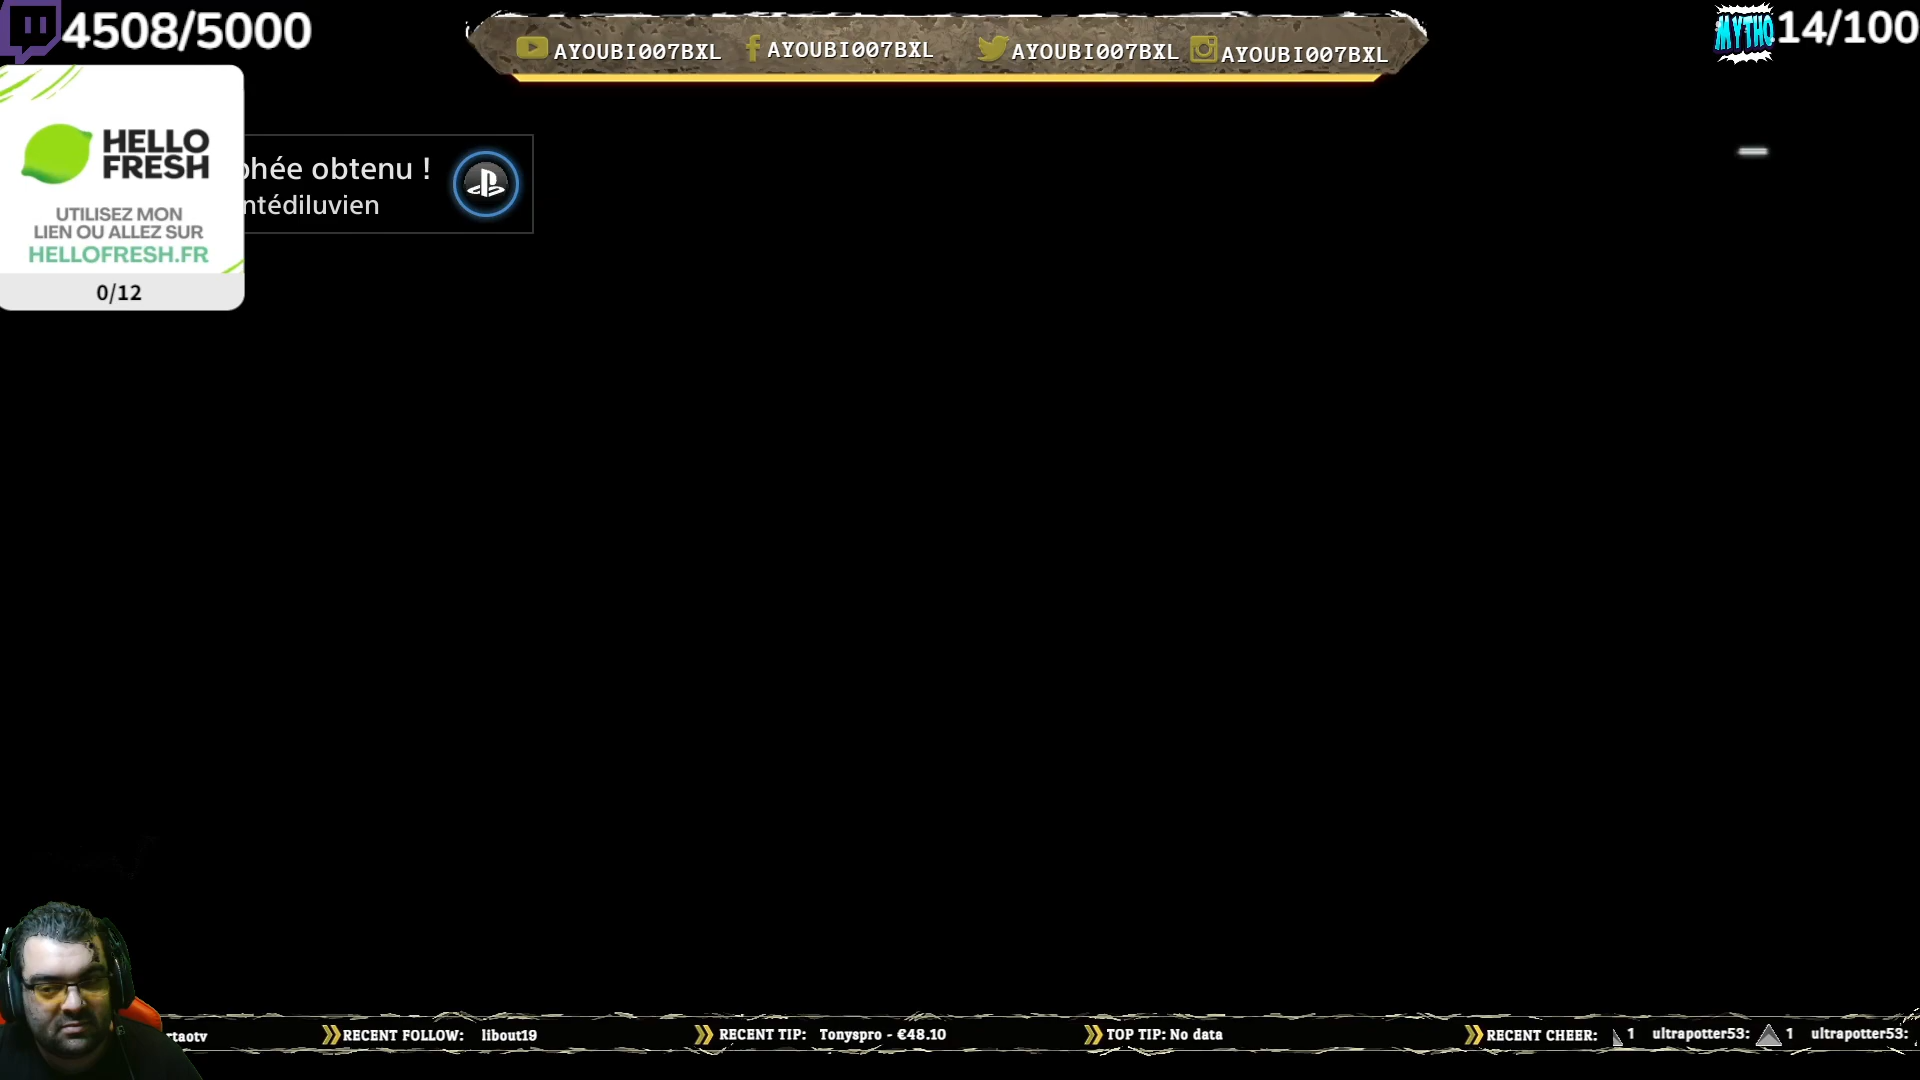 4508/5000
AYOUBI007BXL AYOUBI007BXL AYOUBI007BXL AYOUBI007BXL
MYTHO 14/100
HELLO
FRESH
UTILISEZ MON
LIEN OU ALLEZ SUR
HELLOFRESH.FR
0/12
phée obtenu !
ntédiluvien
rtaotv RECENT FOLLOW: libout19 RECENT TIP: Tonyspro - €48.10 TOP TIP: No data RECENT CHEER: 1 ultrapotter53: 1 ultrapotter53: